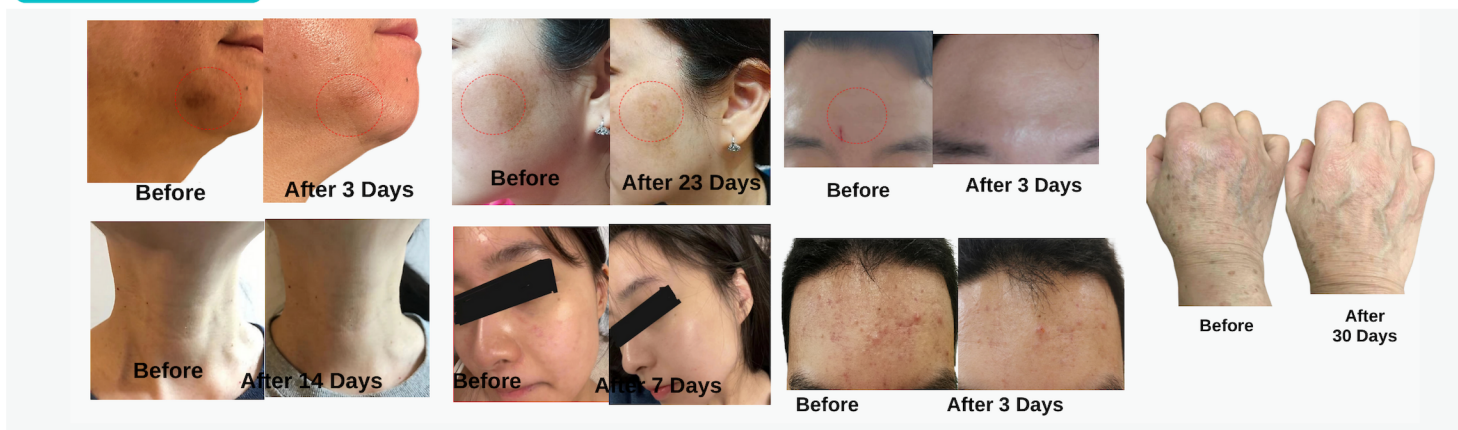 Before
After 3 Days
Before
After 23 Days
Before
After 3 Days
Before
After 14 Days
Before
After 7 Days
Before
After 3 Days
Before
After
30 Days